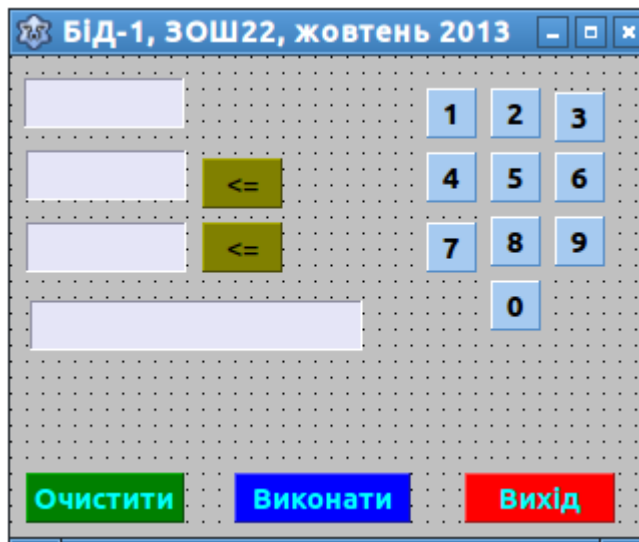 БіД-1, ЗОШ22, жовтень 2013
1 2 3
<= 4 5 6
<= 7 8 9
0
Очистити Виконати Вихід